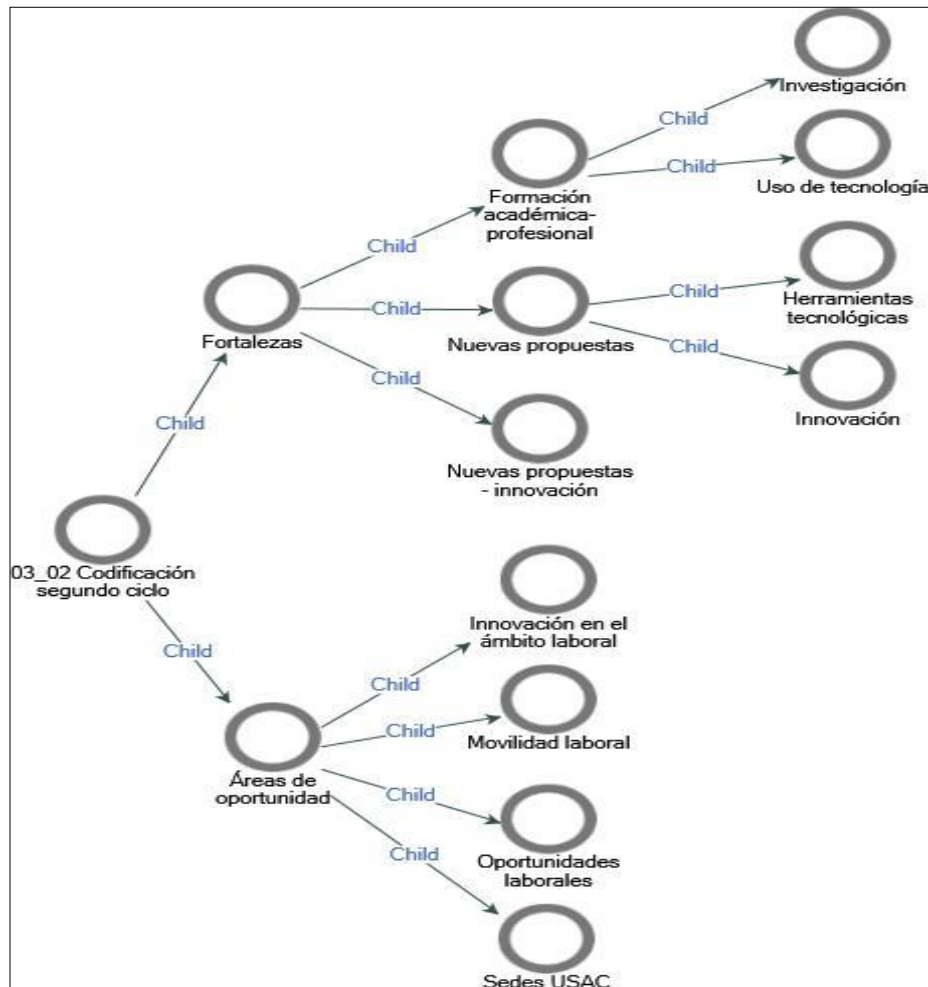 Investigación
Child
Child
Uso de tecnología
Formación
académica-
profesional
Child
Child
Herramientas
tecnológicas
Child
Fortalezas
Nuevas propuestas
Child
Child
Innovación
Child
Nuevas propuestas
- innovación
03_02 Codificación
segundo ciclo
Innovación en el
ámbito laboral
Child
Child
Child
Movilidad laboral
Áreas de
oportunidad
Child
Child
Oportunidades
laborales
Sedes USAC